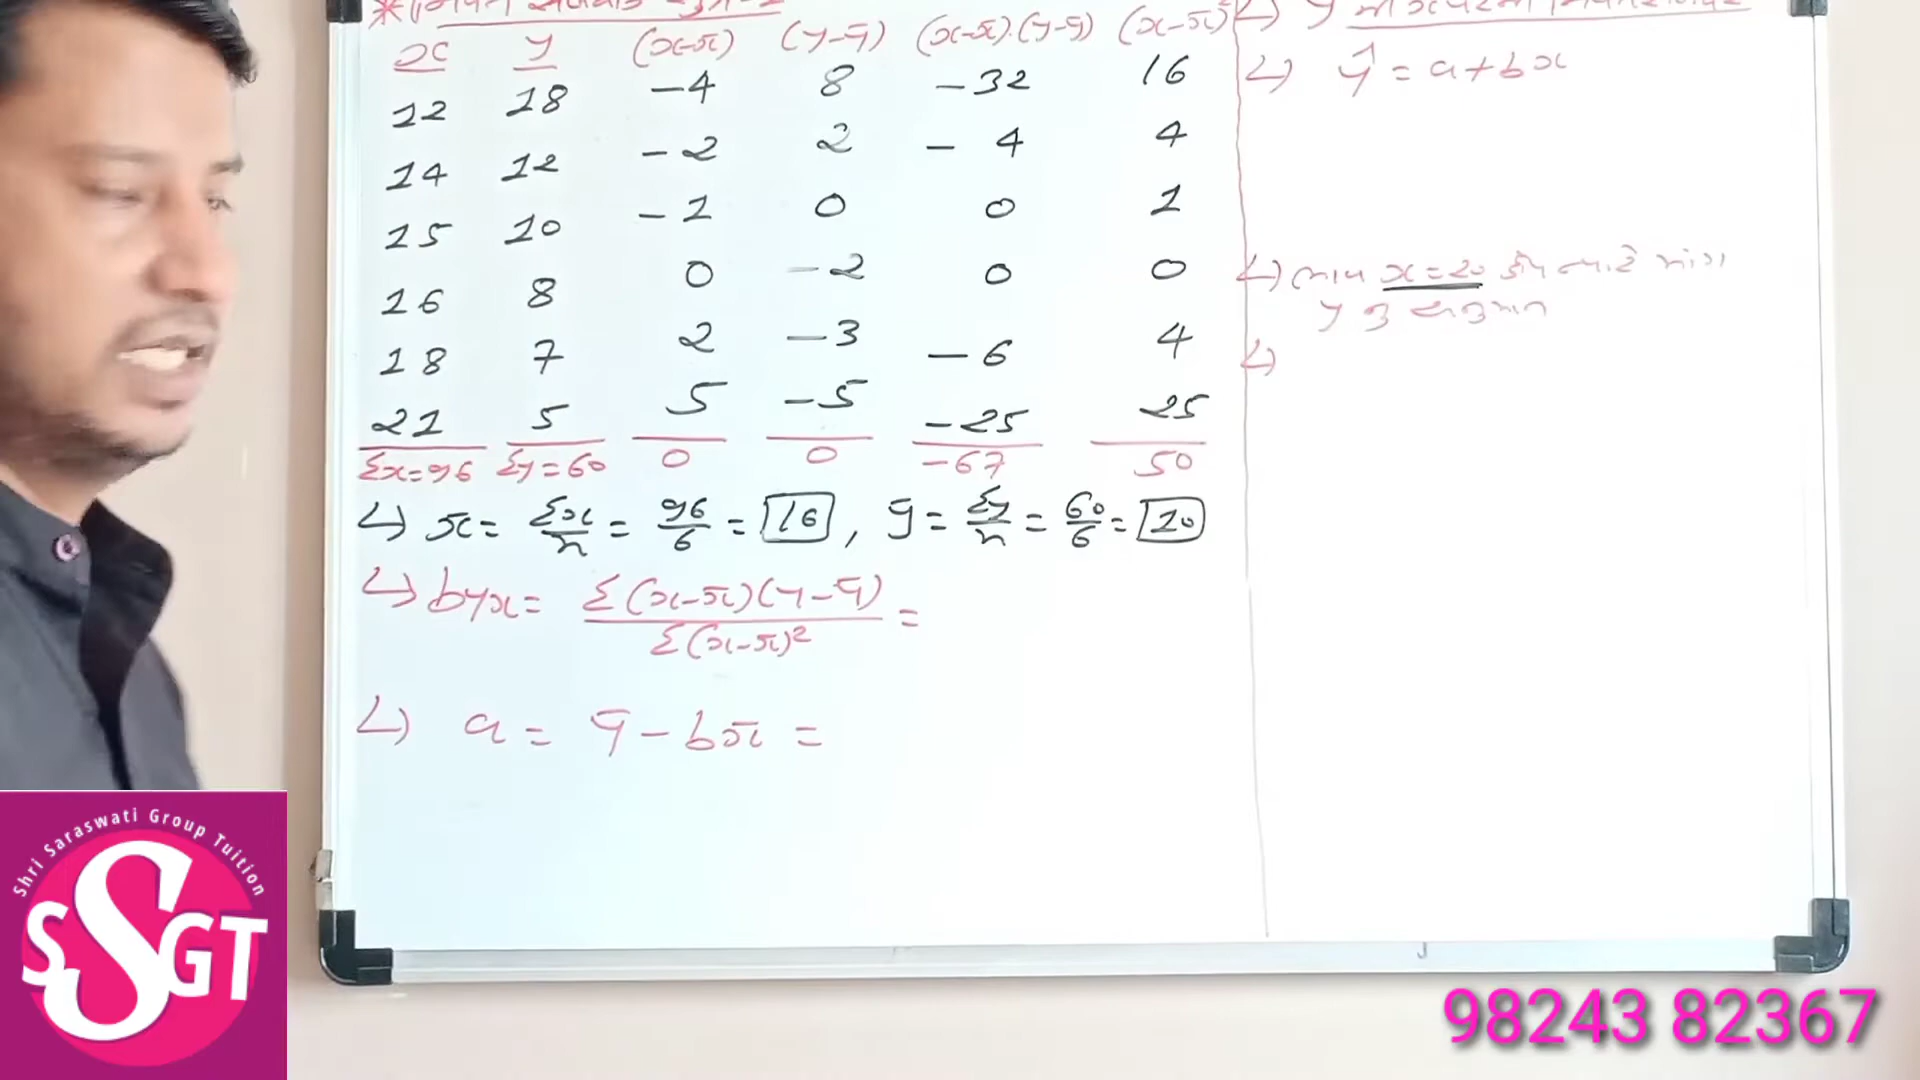 x y (x-x̄) (y-ȳ) (x-x̄).(y-ȳ) (x-x̄)²
12 18 -4 8 -32 16
14 12 -2 2 -4 4
15 10 -1 0 0 1
16 8 0 -2 0 0
18 7 2 -3 -6 4
21 5 5 -5 -25 25
Σx=96 Σy=60 0 0 -67 50
↳ x̄ = Σx/n = 96/6 = 16 , ȳ = Σy/n = 60/6 = 10
↳ byx = Σ(x-x̄)(y-ȳ)/Σ(x-x̄)² =
↳ a = ȳ - bx̄ =
↳ y
↳ ŷ = a+bx
↳ x=20 હોય ત્યારે
y નું
↳
Shri Saraswati Group Tuition
SSGT
98243 82367